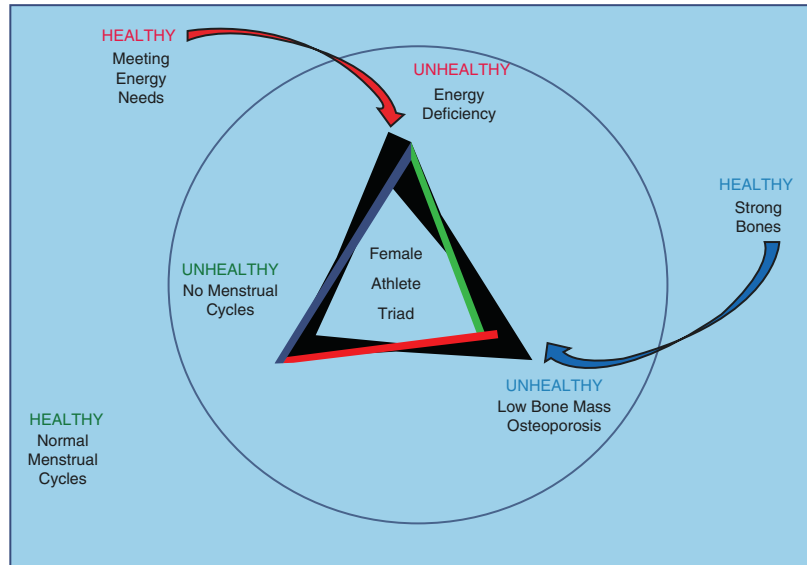 HEALTHY
Meeting
Energy
Needs
UNHEALTHY
Energy
Deficiency
HEALTHY
Strong
Bones
UNHEALTHY
No Menstrual
Cycles
Female
Athlete
Triad
UNHEALTHY
Low Bone Mass
Osteoporosis
HEALTHY
Normal
Menstrual
Cycles